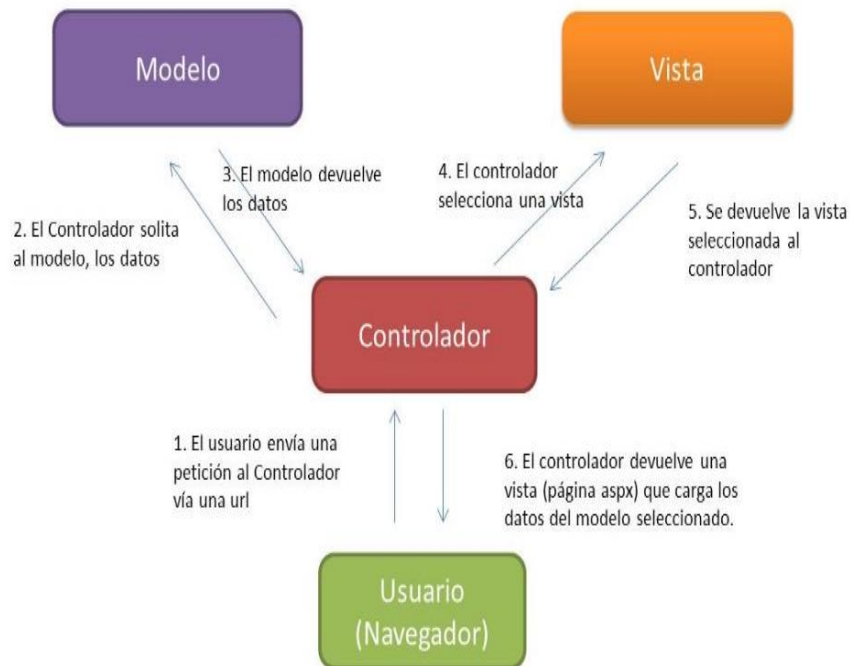 Modelo
Vista
3. El modelo devuelve
los datos
4. El controlador
selecciona una vista
2. El Controlador solita
al modelo, los datos
5. Se devuelve la vista
seleccionada al
controlador
Controlador
1. El usuario envía una
petición al Controlador
vía una url
6. El controlador devuelve una
vista (página aspx) que carga los
datos del modelo seleccionado.
Usuario
(Navegador)